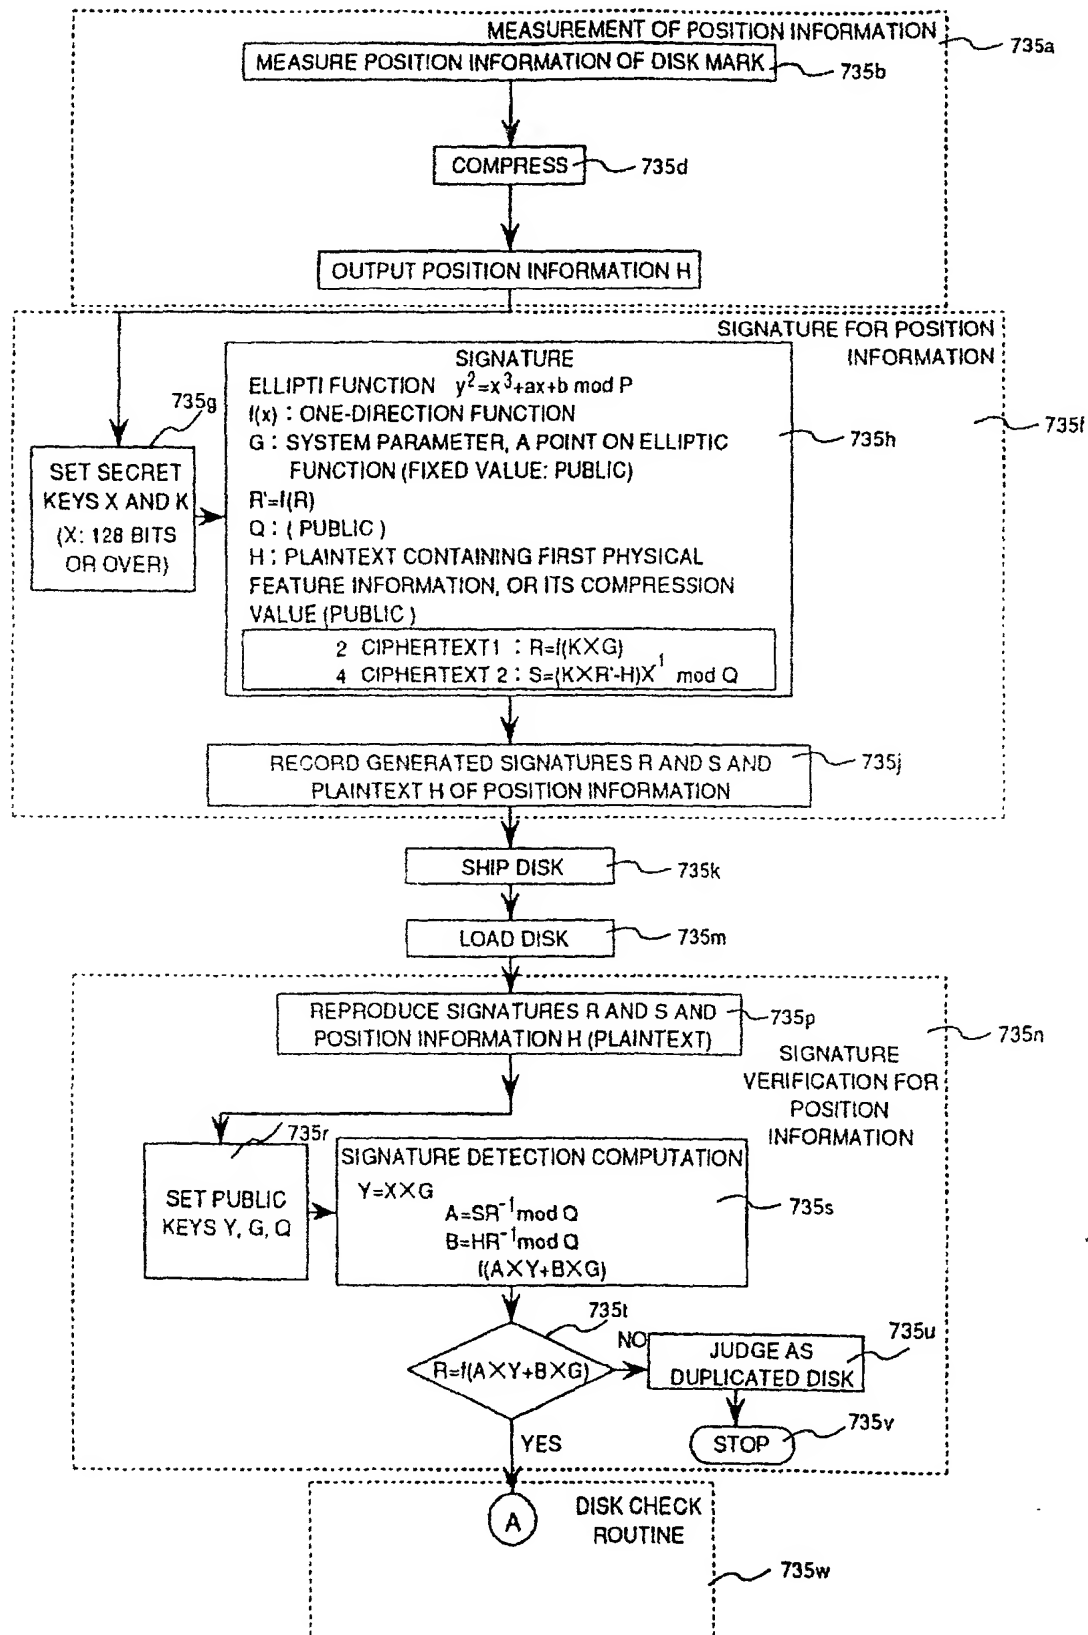 MEASUREMENT OF POSITION INFORMATION
735a
MEASURE POSITION INFORMATION OF DISK MARK
735b
COMPRESS
735d
OUTPUT POSITION INFORMATION H
SIGNATURE FOR POSITION
INFORMATION
735f
735g
SET SECRET
KEYS X AND K
(X: 128 BITS
OR OVER)
SIGNATURE
ELLIPTI FUNCTION y²=x³+ax+b mod P
f(x) : ONE-DIRECTION FUNCTION
G : SYSTEM PARAMETER, A POINT ON ELLIPTIC
FUNCTION (FIXED VALUE: PUBLIC)
R'=f(R)
Q : ( PUBLIC )
H : PLAINTEXT CONTAINING FIRST PHYSICAL
FEATURE INFORMATION, OR ITS COMPRESSION
VALUE (PUBLIC )
2 CIPHERTEXT1 : R=f(K×G)
4 CIPHERTEXT 2 : S=(K×R'-H)X¹ mod Q
735h
RECORD GENERATED SIGNATURES R AND S AND
PLAINTEXT H OF POSITION INFORMATION
735j
SHIP DISK
735k
LOAD DISK
735m
REPRODUCE SIGNATURES R AND S AND
POSITION INFORMATION H (PLAINTEXT)
735p
735n
SIGNATURE
VERIFICATION FOR
POSITION
INFORMATION
735r
SET PUBLIC
KEYS Y, G, Q
SIGNATURE DETECTION COMPUTATION
Y=X×G
A=SR⁻¹ mod Q
B=HR⁻¹ mod Q
f(A×Y+B×G)
735s
735t
R=f(A×Y+B×G)
NO
JUDGE AS
DUPLICATED DISK
735u
STOP
735v
YES
A
DISK CHECK
ROUTINE
735w